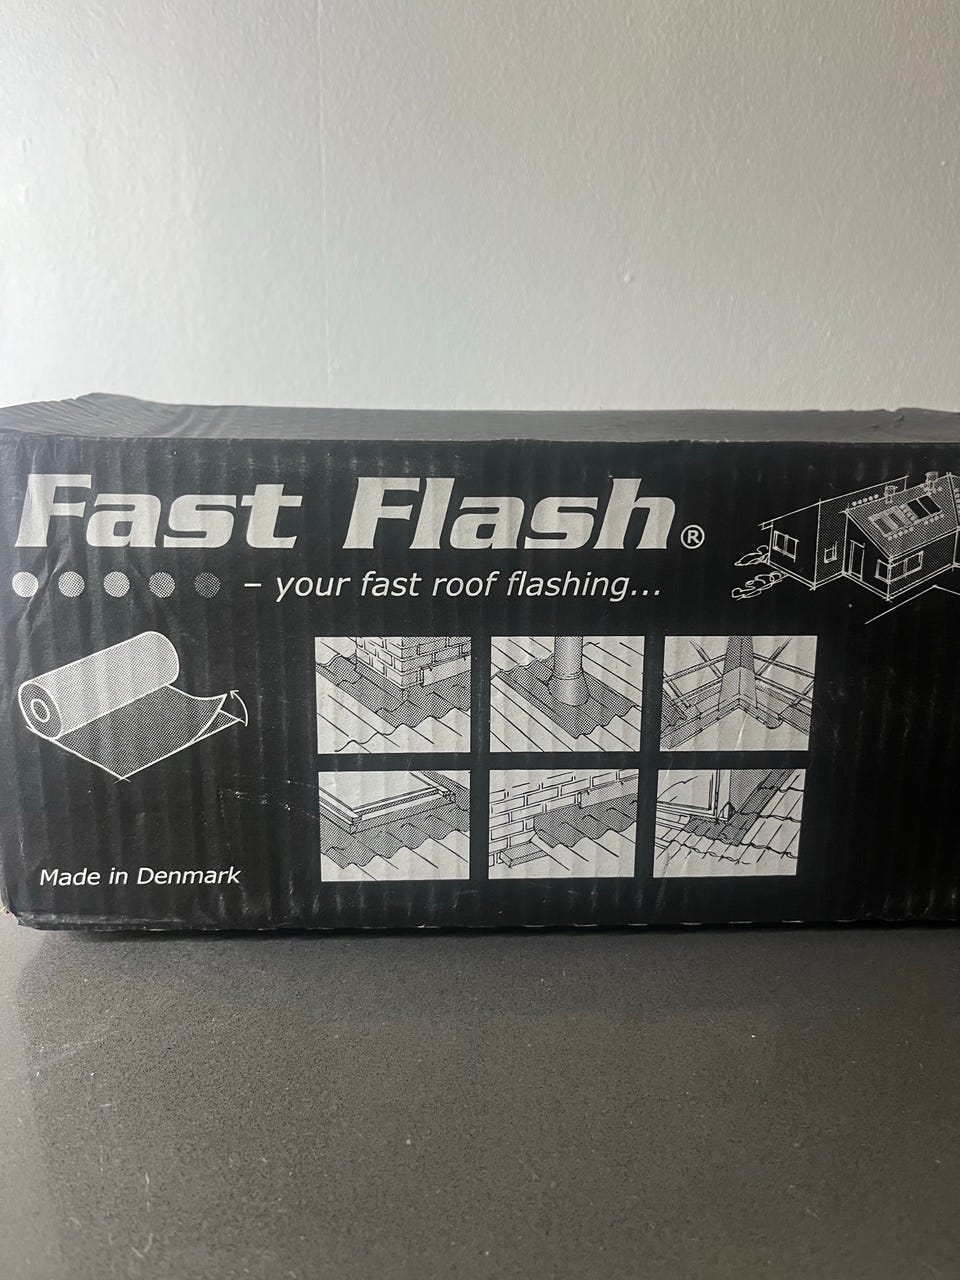 Fast Flash®
– your fast roof flashing...
Made in Denmark